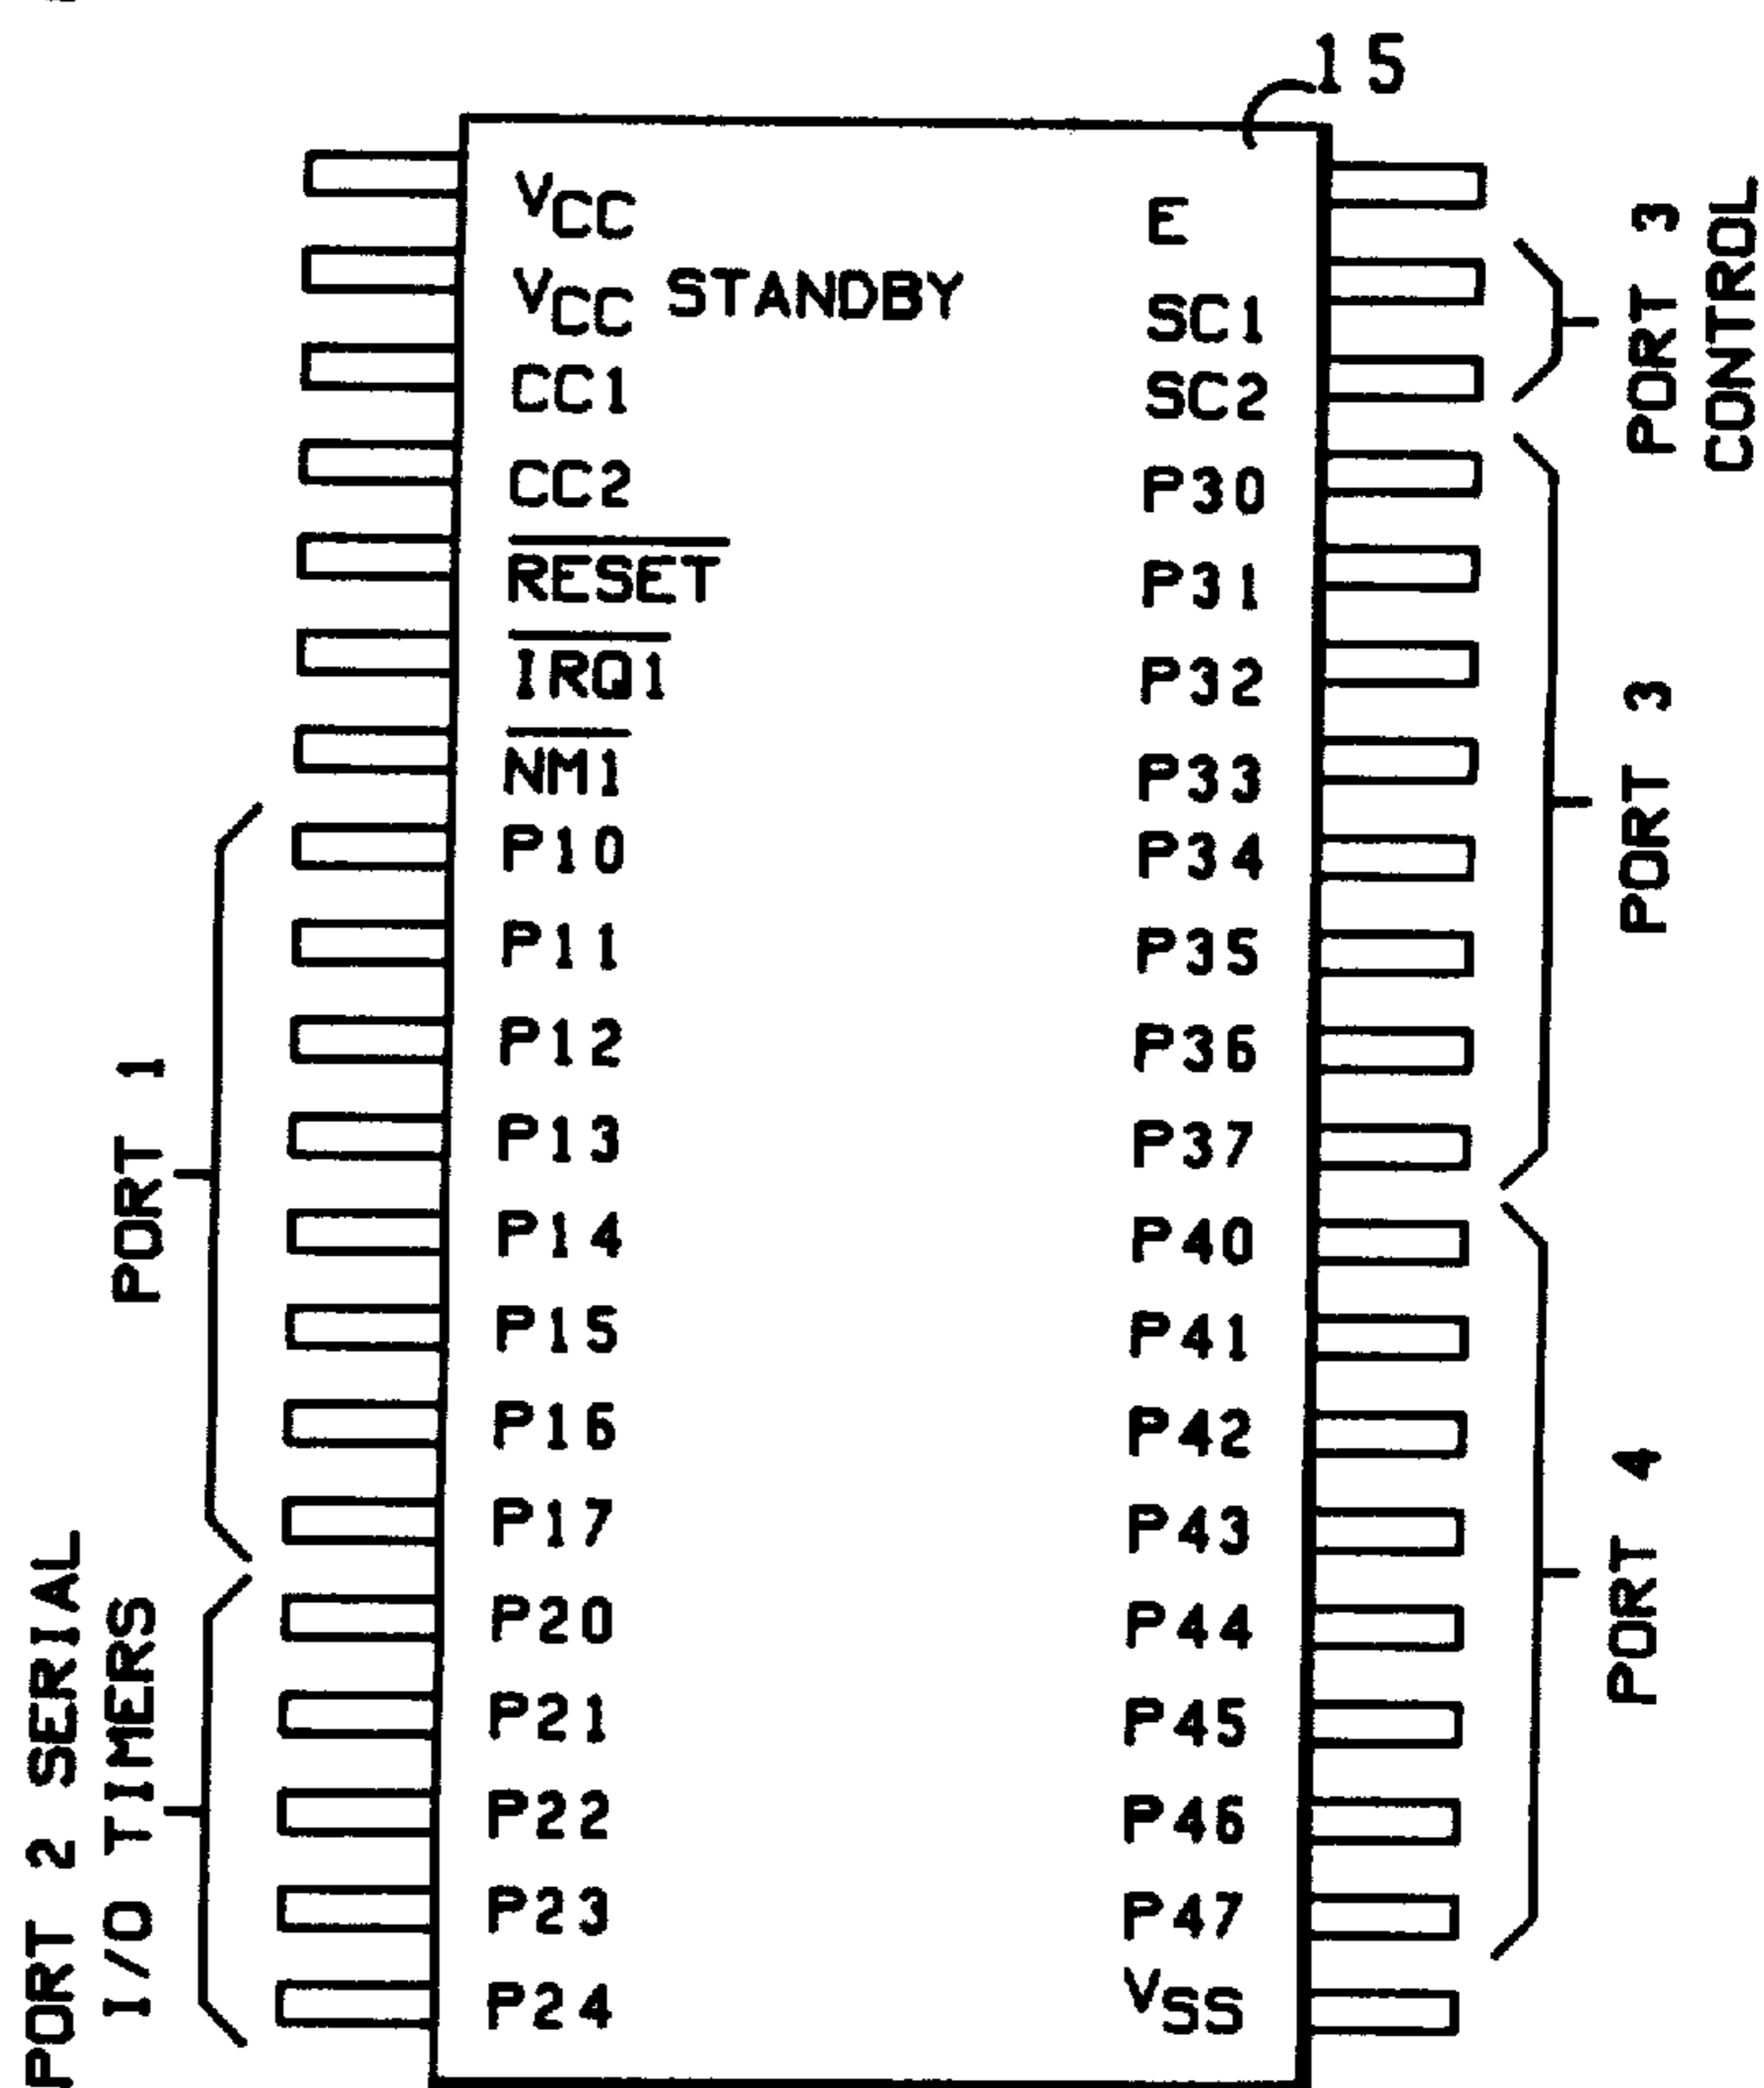 15
VCC
VCC STANDBY
CC1
CC2
RESET
IRQ1
NM1
P10
P11
P12
P13
P14
P15
P16
P17
P20
P21
P22
P23
P24
E
SC1
SC2
P30
P31
P32
P33
P34
P35
P36
P37
P40
P41
P42
P43
P44
P45
P46
P47
VSS
PORT 1
PORT 2 SERIAL
I/O TIMERS
PORT 3
CONTROL
PORT 3
PORT 4